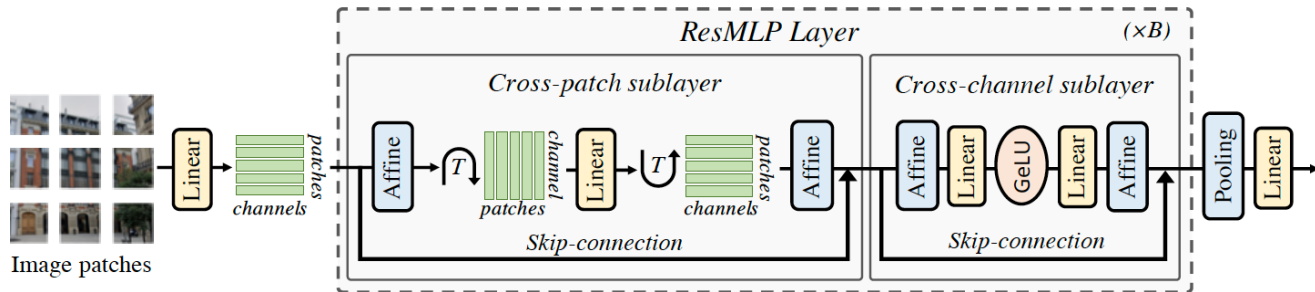 ResMLP Layer
(×B)
Cross-patch sublayer
Cross-channel sublayer
Image patches
Linear
patches
channels
Affine
T
channel
patches
Linear
T
patches
channels
Affine
Skip-connection
Affine
Linear
GeLU
Linear
Affine
Skip-connection
Pooling
Linear